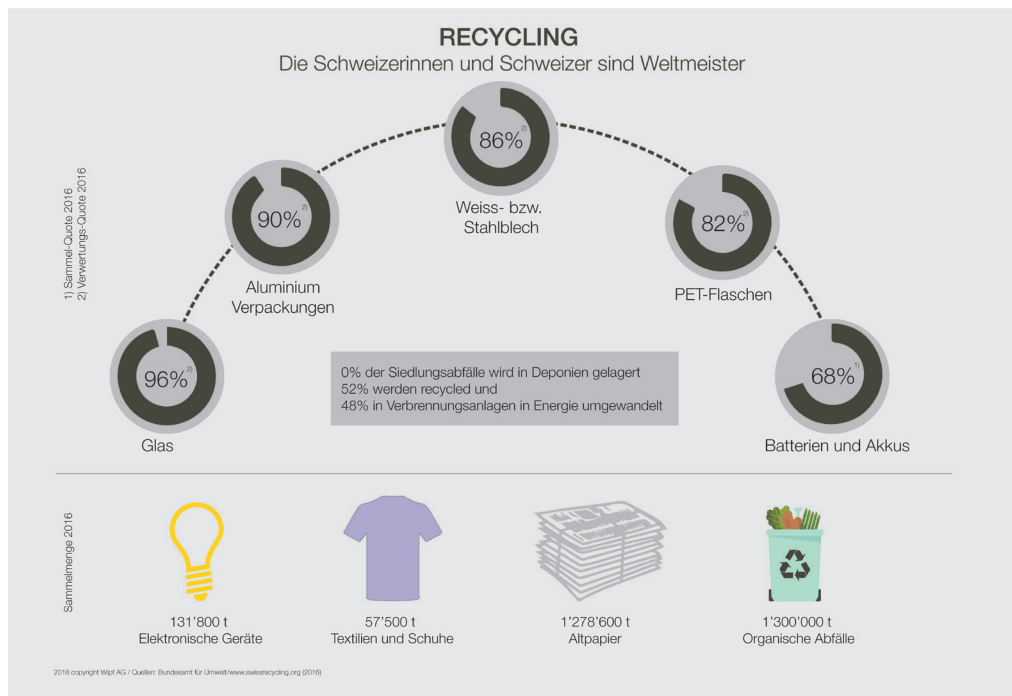 RECYCLING
Die Schweizerinnen und Schweizer sind Weltmeister
1) Sammel-Quote 2016
2) Verwertungs-Quote 2016
96% 2)
Glas
90% 2)
Aluminium
Verpackungen
86% 2)
Weiss- bzw.
Stahlblech
82% 2)
PET-Flaschen
68% 1)
Batterien und Akkus
0% der Siedlungsabfälle wird in Deponien gelagert
52% werden recycled und
48% in Verbrennungsanlagen in Energie umgewandelt
Sammelmenge 2016
131'800 t
Elektronische Geräte
57'500 t
Textilien und Schuhe
1'278'600 t
Altpapier
1'300'000 t
Organische Abfälle
2018 copyright Wipf AG / Quellen: Bundesamt für Umwelt/www.swissrecycling.org (2016)